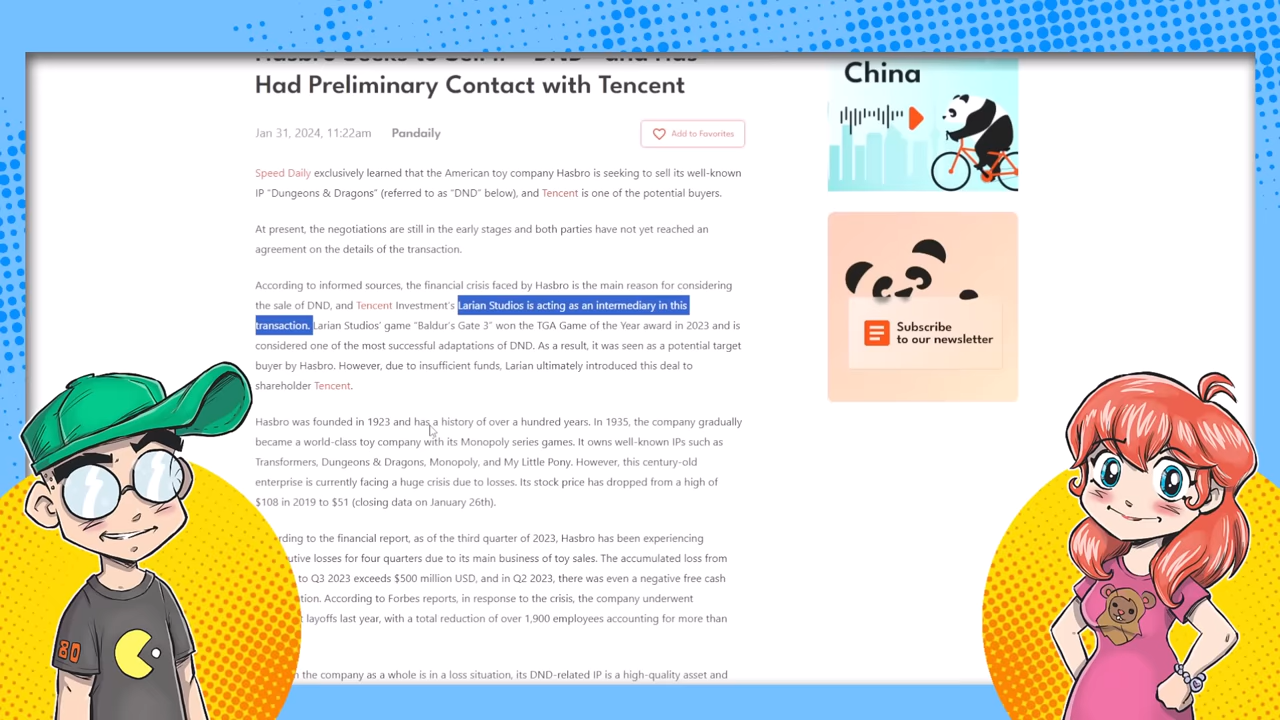 Hasbro Seeks to Sell IP "DND" and Has
Had Preliminary Contact with Tencent
Jan 31, 2024, 11:22am Pandaily
Add to Favorites
Speed Daily exclusively learned that the American toy company Hasbro is seeking to sell its well-known
IP "Dungeons & Dragons" (referred to as "DND" below), and Tencent is one of the potential buyers.
At present, the negotiations are still in the early stages and both parties have not yet reached an
agreement on the details of the transaction.
According to informed sources, the financial crisis faced by Hasbro is the main reason for considering
the sale of DND, and Tencent Investment's Larian Studios is acting as an intermediary in this
transaction. Larian Studios' game "Baldur's Gate 3" won the TGA Game of the Year award in 2023 and is
considered one of the most successful adaptations of DND. As a result, it was seen as a potential target
buyer by Hasbro. However, due to insufficient funds, Larian ultimately introduced this deal to
shareholder Tencent.
Hasbro was founded in 1923 and has a history of over a hundred years. In 1935, the company gradually
became a world-class toy company with its Monopoly series games. It owns well-known IPs such as
Transformers, Dungeons & Dragons, Monopoly, and My Little Pony. However, this century-old
enterprise is currently facing a huge crisis due to losses. Its stock price has dropped from a high of
$108 in 2019 to $51 (closing data on January 26th).
rding to the financial report, as of the third quarter of 2023, Hasbro has been experiencing
utive losses for four quarters due to its main business of toy sales. The accumulated loss from
to Q3 2023 exceeds $500 million USD, and in Q2 2023, there was even a negative free cash
tion. According to Forbes reports, in response to the crisis, the company underwent
t layoffs last year, with a total reduction of over 1,900 employees accounting for more than
the company as a whole is in a loss situation, its DND-related IP is a high-quality asset and
China
Subscribe
to our newsletter
80